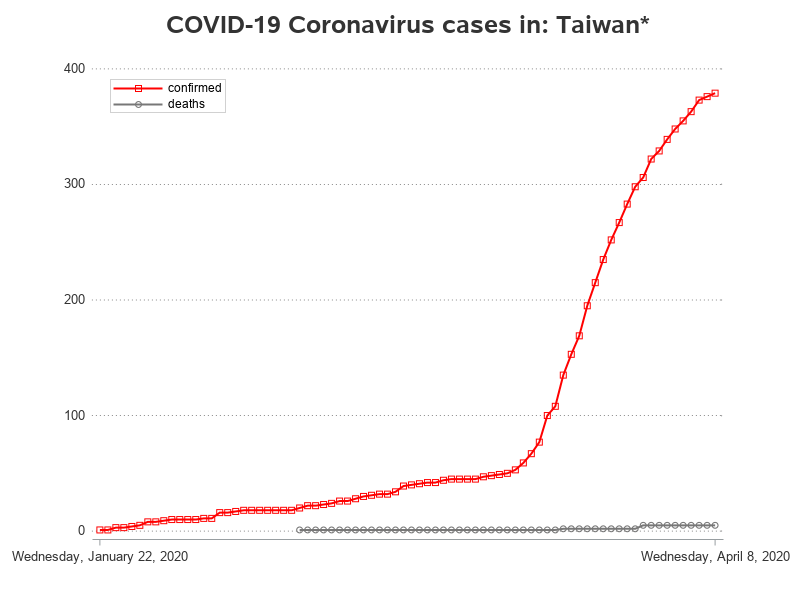 COVID-19 Coronavirus cases in: Taiwan*
400
confirmed
deaths
300
200
100
0
Wednesday, January 22, 2020
Wednesday, April 8, 2020